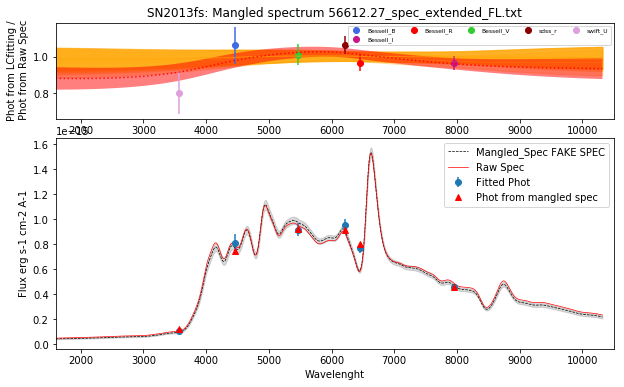 SN2013fs: Mangled spectrum 56612.27_spec_extended_FL.txt
Phot from LCfitting /
Phot from Raw Spec
1.0
0.8
Bessell_B Bessell_R Bessell_V sdss_r swift_U
Bessell_I
2000 3000 4000 5000 6000 7000 8000 9000 10000
1e−15
Flux erg s-1 cm-2 A-1
1.6
1.4
1.2
1.0
0.8
0.6
0.4
0.2
0.0
Mangled_Spec FAKE SPEC
Raw Spec
Fitted Phot
Phot from mangled spec
2000 3000 4000 5000 6000 7000 8000 9000 10000
Wavelenght